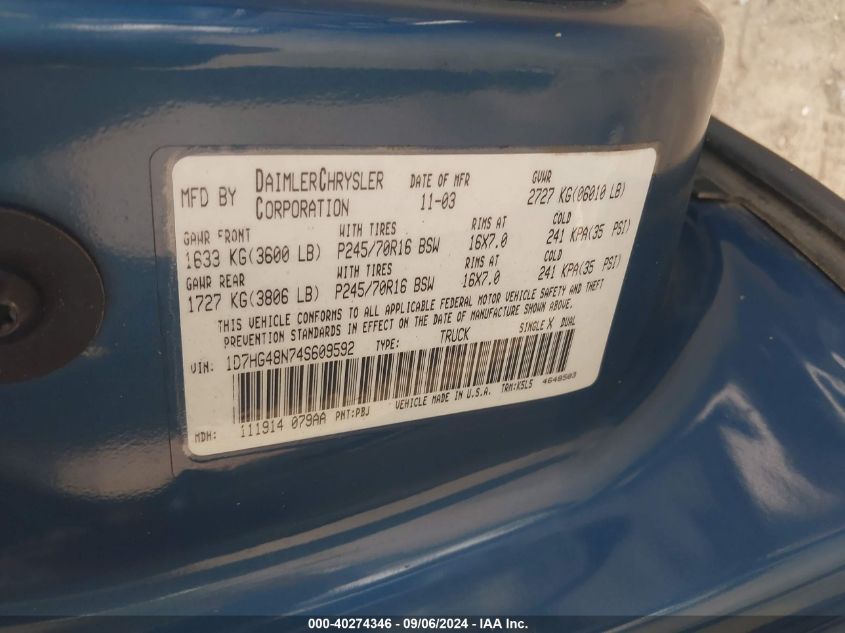 MFD BY DAIMLERCHRYSLER CORPORATION DATE OF MFR 11-03 GVWR 2727 KG(06010 LB)
GAWR FRONT WITH TIRES RIMS AT COLD
1633 KG(3600 LB) P245/70R16 BSW 16X7.0 241 KPA(35 PSI)
GAWR REAR WITH TIRES RIMS AT COLD
1727 KG(3806 LB) P245/70R16 BSW 16X7.0 241 KPA(35 PSI)
THIS VEHICLE CONFORMS TO ALL APPLICABLE FEDERAL MOTOR VEHICLE SAFETY AND THEFT
PREVENTION STANDARDS IN EFFECT ON THE DATE OF MANUFACTURE SHOWN ABOVE.
VIN: 1D7HG48N74S609592 TYPE: TRUCK SINGLE X DUAL
MDH: 111914 079AA PNT:PBJ VEHICLE MADE IN U.S.A. TRM:K5L5 4648503
000-40274346 - 09/06/2024 - IAA Inc.